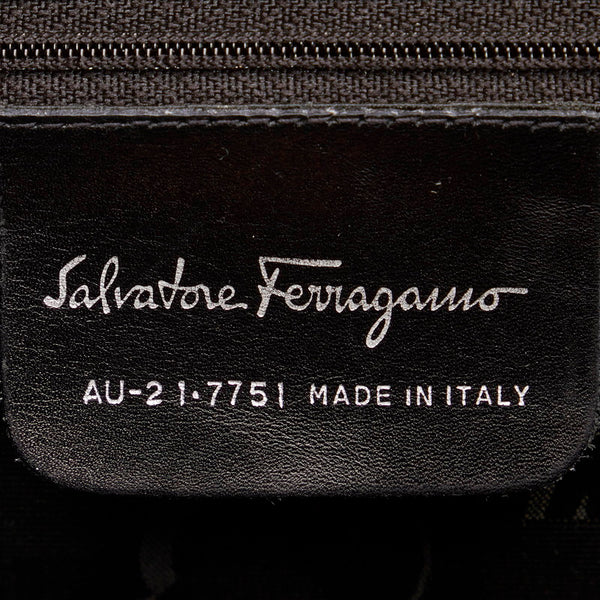 Salvatore Ferragamo
AU-21·7751 MADE IN ITALY